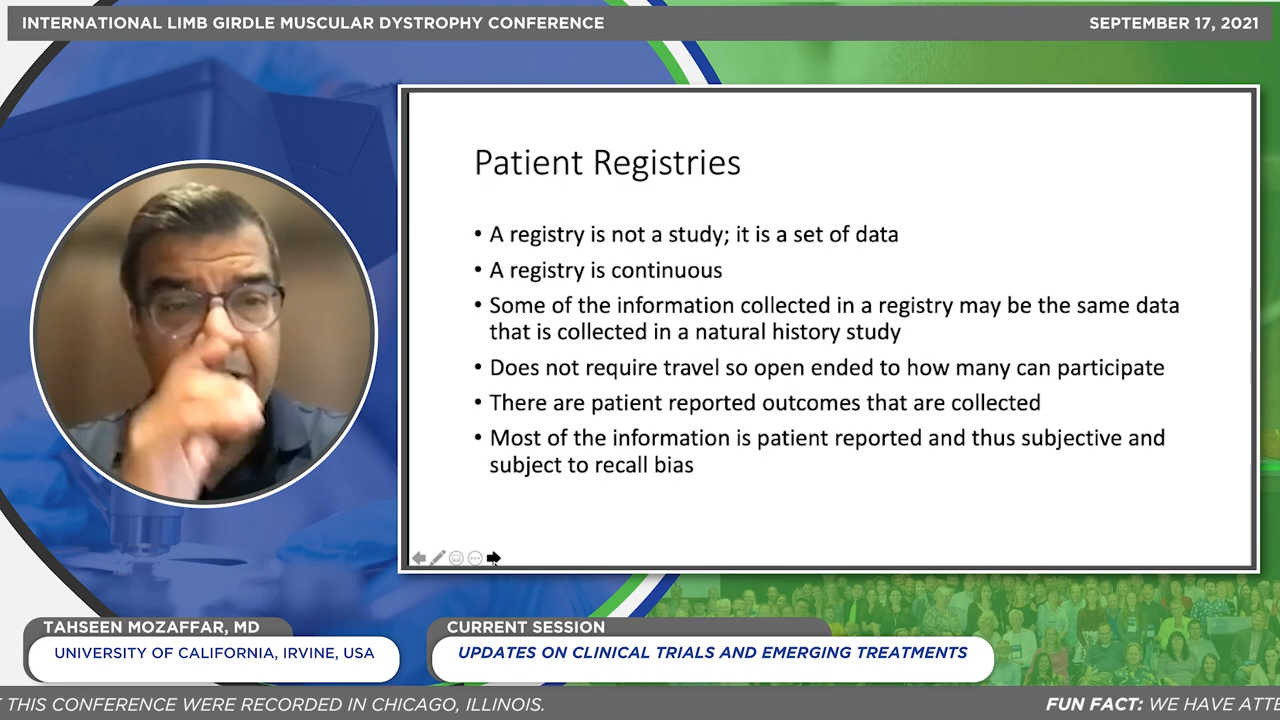 INTERNATIONAL LIMB GIRDLE MUSCULAR DYSTROPHY CONFERENCE
SEPTEMBER 17, 2021
Patient Registries
• A registry is not a study; it is a set of data
• A registry is continuous
• Some of the information collected in a registry may be the same data
that is collected in a natural history study
• Does not require travel so open ended to how many can participate
• There are patient reported outcomes that are collected
• Most of the information is patient reported and thus subjective and
subject to recall bias
TAHSEEN MOZAFFAR, MD
UNIVERSITY OF CALIFORNIA, IRVINE, USA
CURRENT SESSION
UPDATES ON CLINICAL TRIALS AND EMERGING TREATMENTS
THIS CONFERENCE WERE RECORDED IN CHICAGO, ILLINOIS.
FUN FACT: WE HAVE ATTE